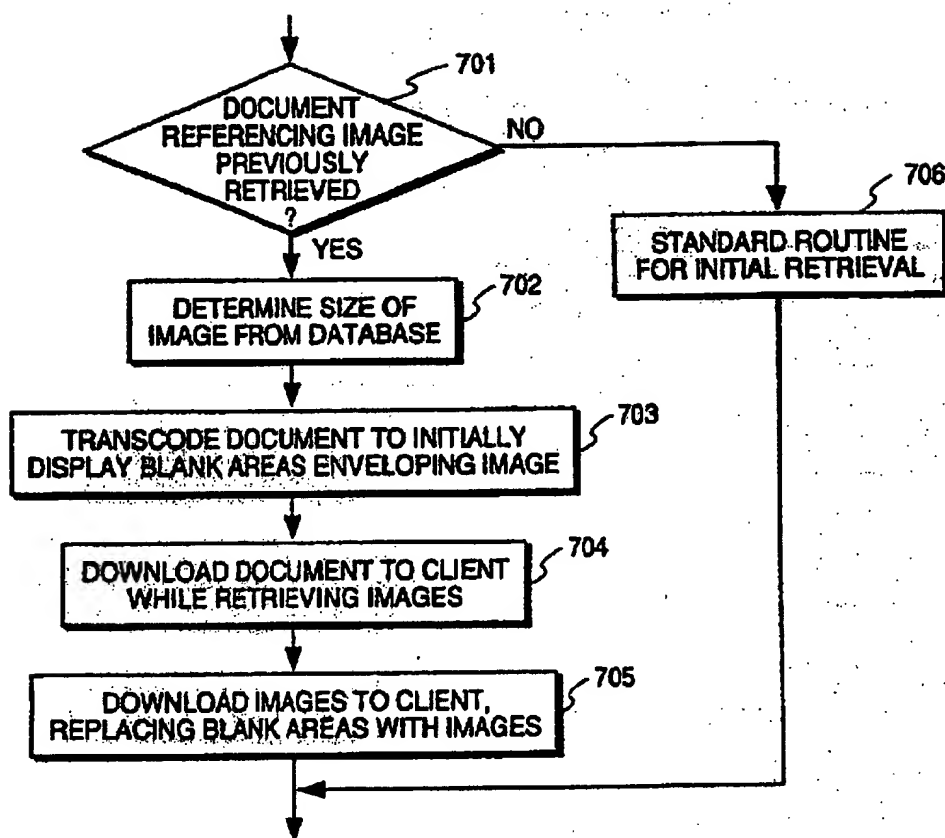 701
DOCUMENT
REFERENCING IMAGE
PREVIOUSLY
RETRIEVED
?
NO
YES
706
STANDARD ROUTINE
FOR INITIAL RETRIEVAL
702
DETERMINE SIZE OF
IMAGE FROM DATABASE
703
TRANSCODE DOCUMENT TO INITIALLY
DISPLAY BLANK AREAS ENVELOPING IMAGE
704
DOWNLOAD DOCUMENT TO CLIENT
WHILE RETRIEVING IMAGES
705
DOWNLOAD IMAGES TO CLIENT,
REPLACING BLANK AREAS WITH IMAGES